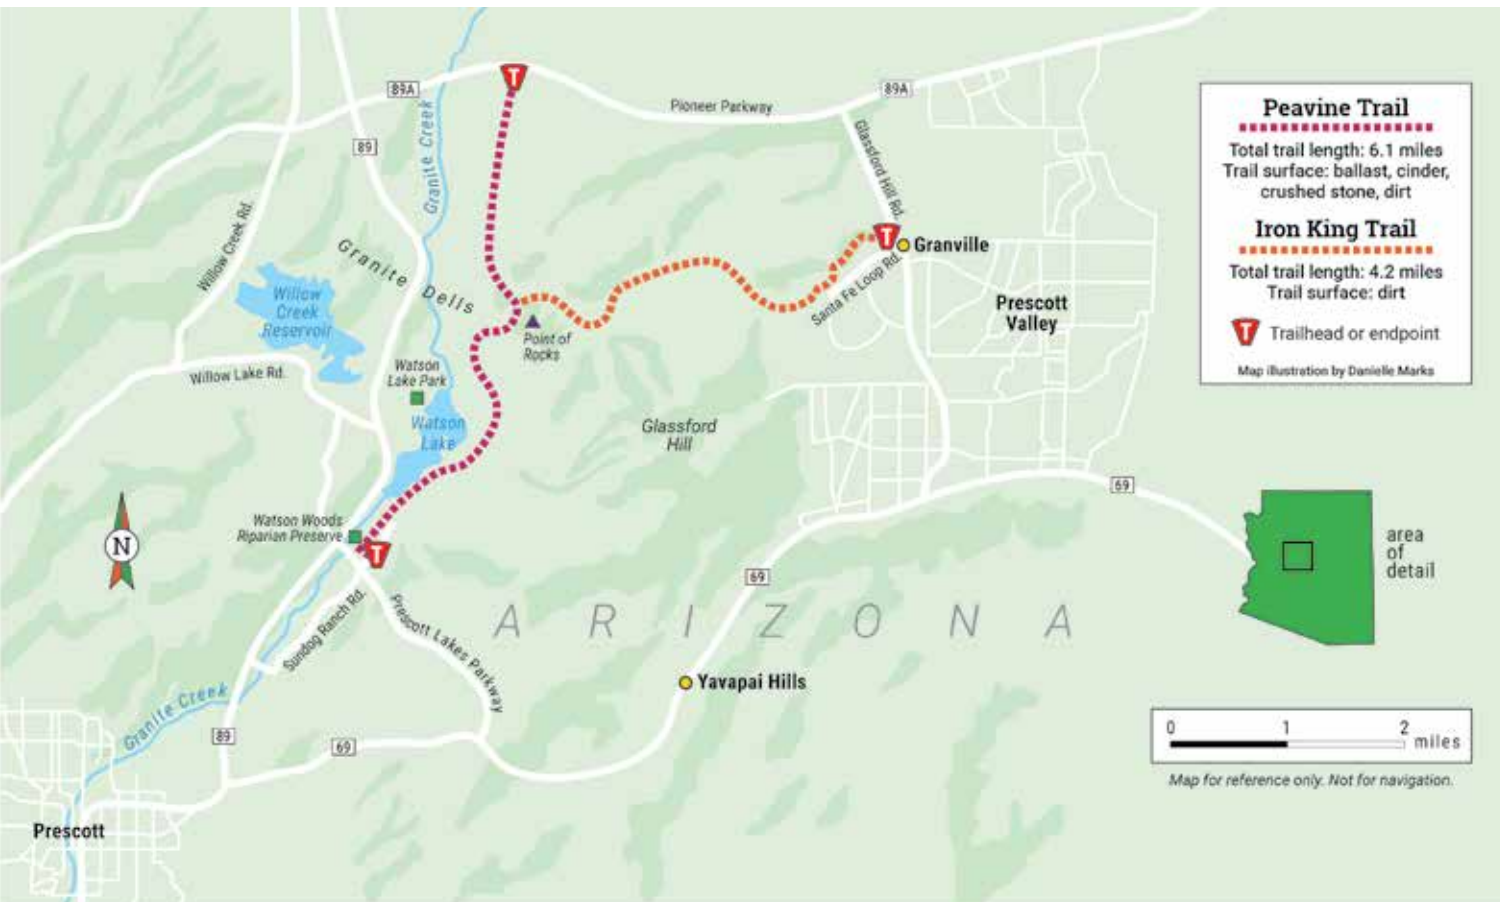 T
89A
Pioneer Parkway
89A
89
Granite Creek
Glassford Hill Rd.
Willow Creek Rd.
Granite Dells
T
Granville
Santa Fe Loop Rd.
Willow
Creek
Reservoir
Prescott
Valley
Point of
Rocks
Willow Lake Rd.
Watson
Lake Park
Watson
Lake
Glassford
Hill
69
Watson Woods
Riparian Preserve
T
N
69
Sundog Ranch Rd.
Prescott Lakes Parkway
ARIZONA
Yavapai Hills
Granite Creek
89
69
Prescott
Peavine Trail
Total trail length: 6.1 miles
Trail surface: ballast, cinder,
crushed stone, dirt
Iron King Trail
Total trail length: 4.2 miles
Trail surface: dirt
T Trailhead or endpoint
Map illustration by Danielle Marks
area
of
detail
0 1 2 miles
Map for reference only. Not for navigation.